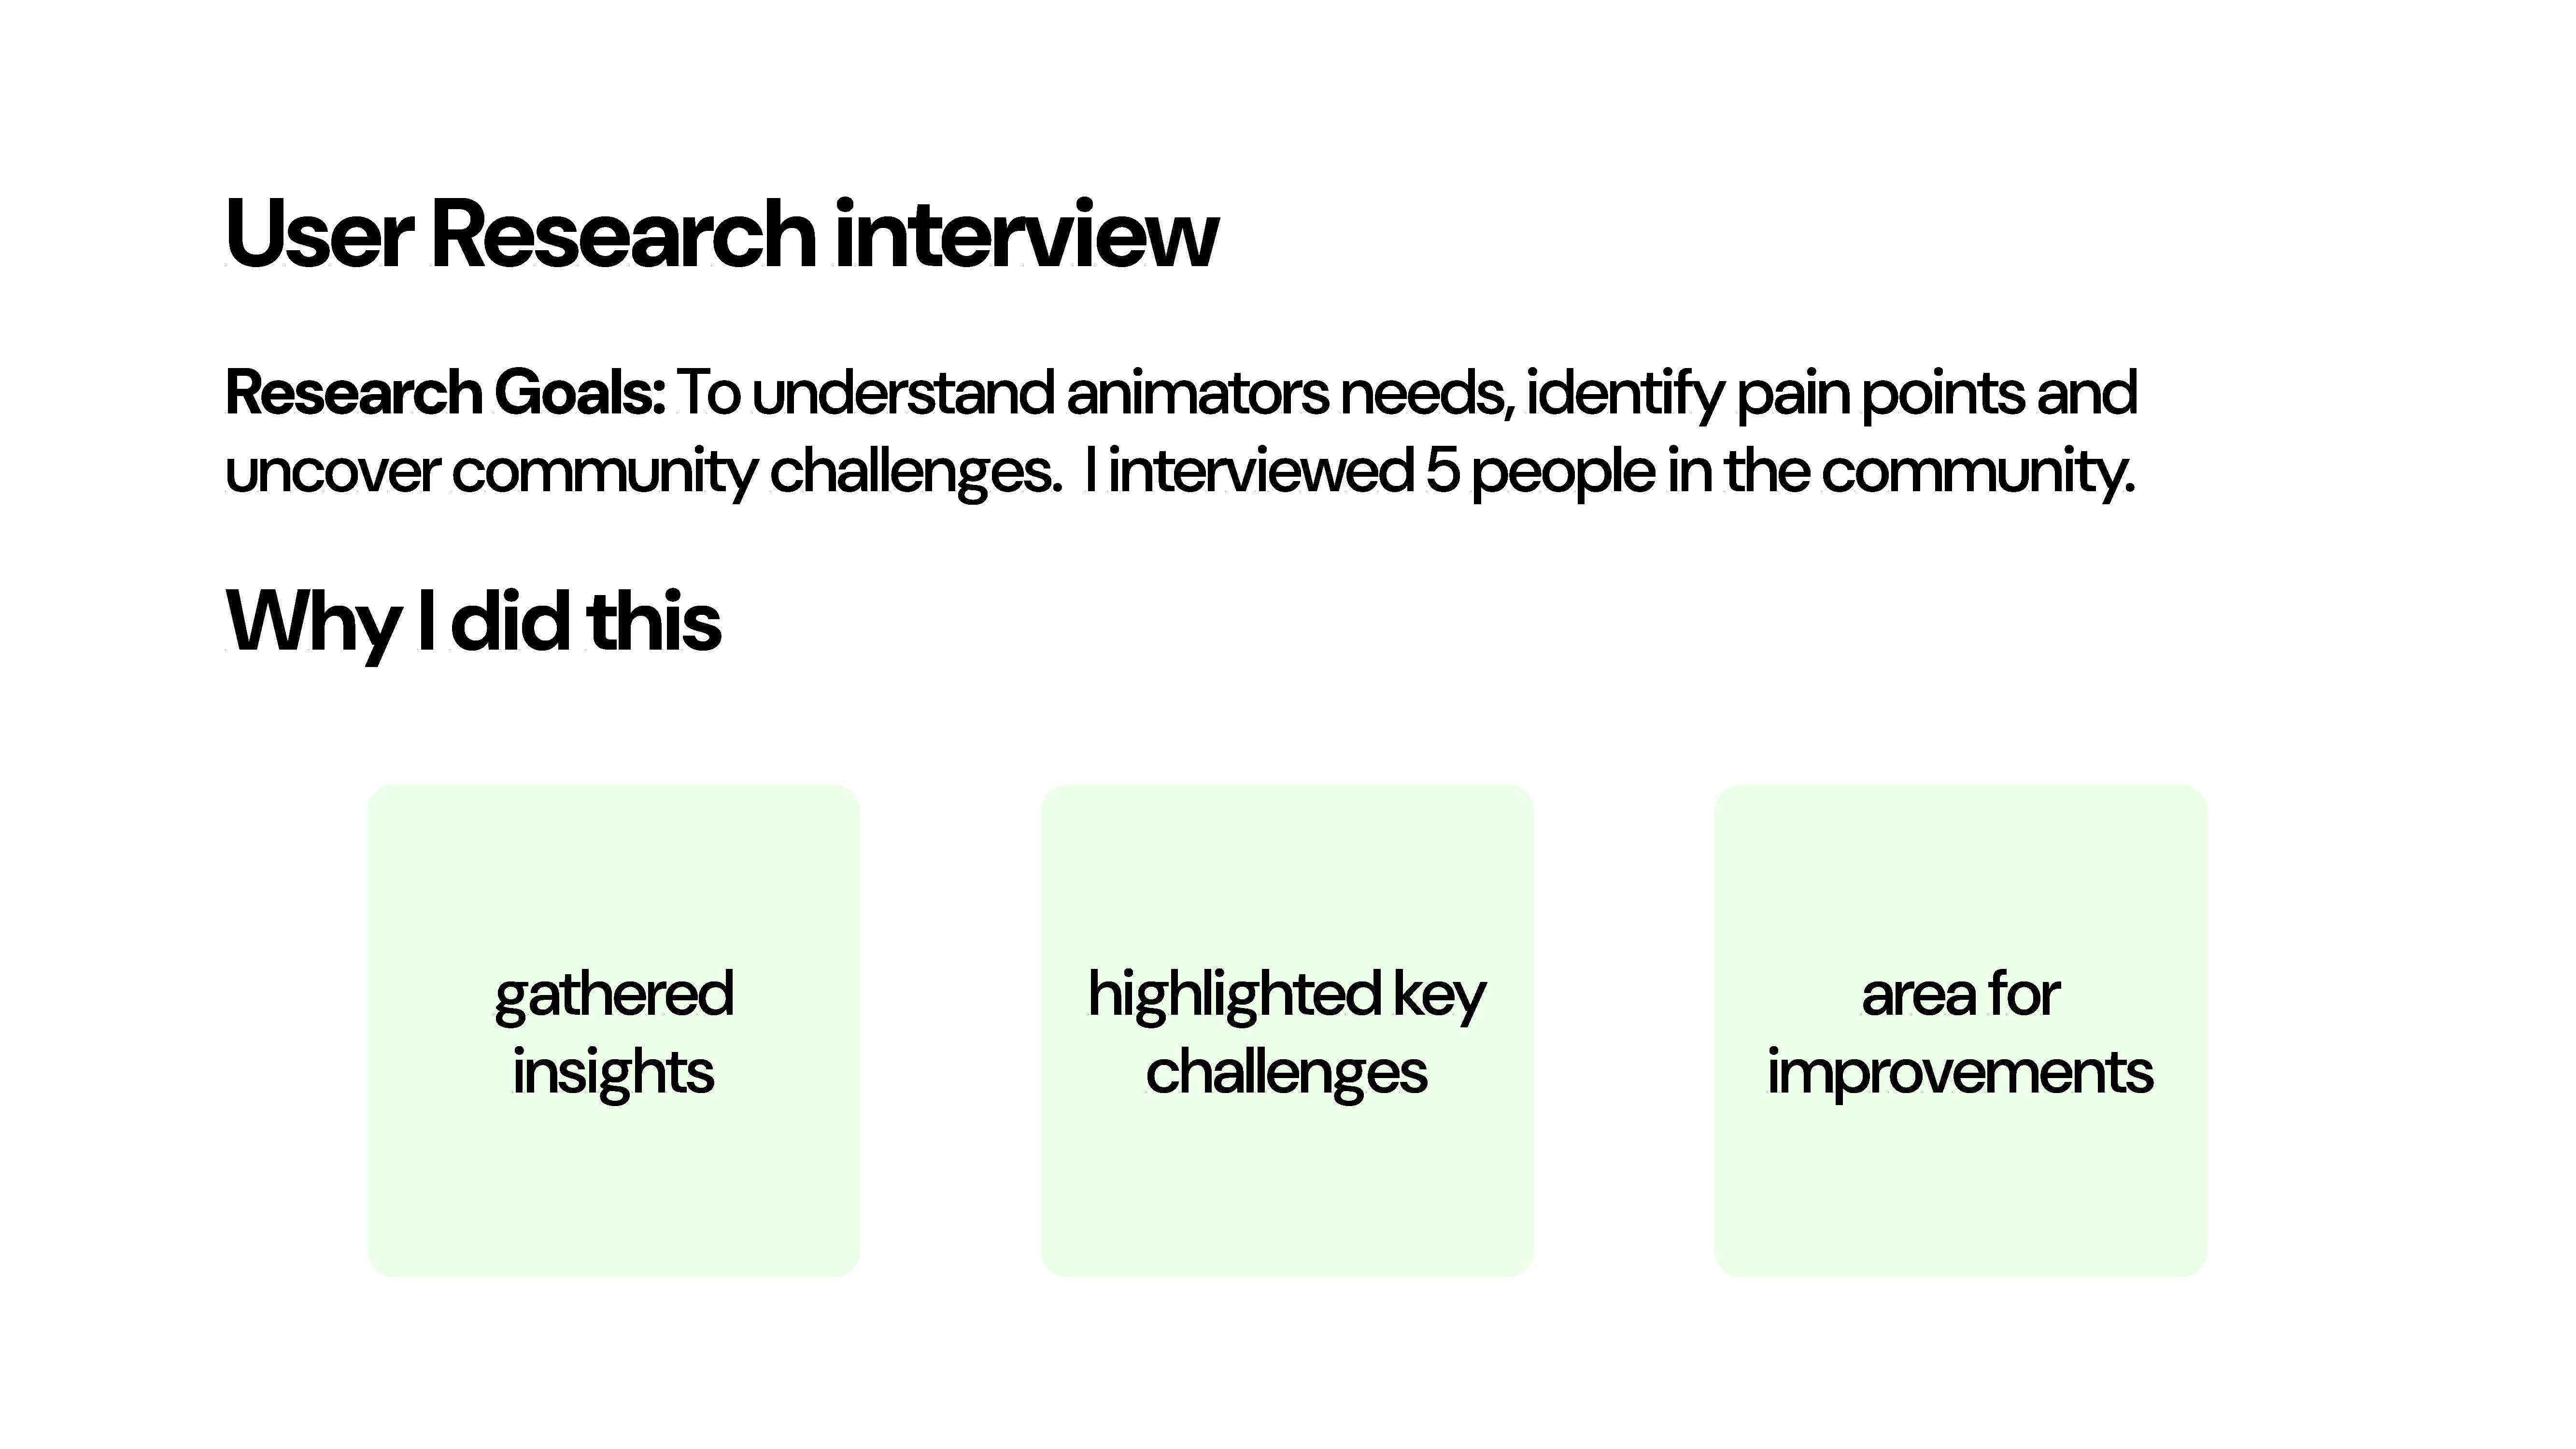 User Research interview
Research Goals: To understand animators needs, identify pain points and
uncover community challenges.  I interviewed 5 people in the community.
Why I did this
gathered
insights
highlighted key
challenges
area for
improvements